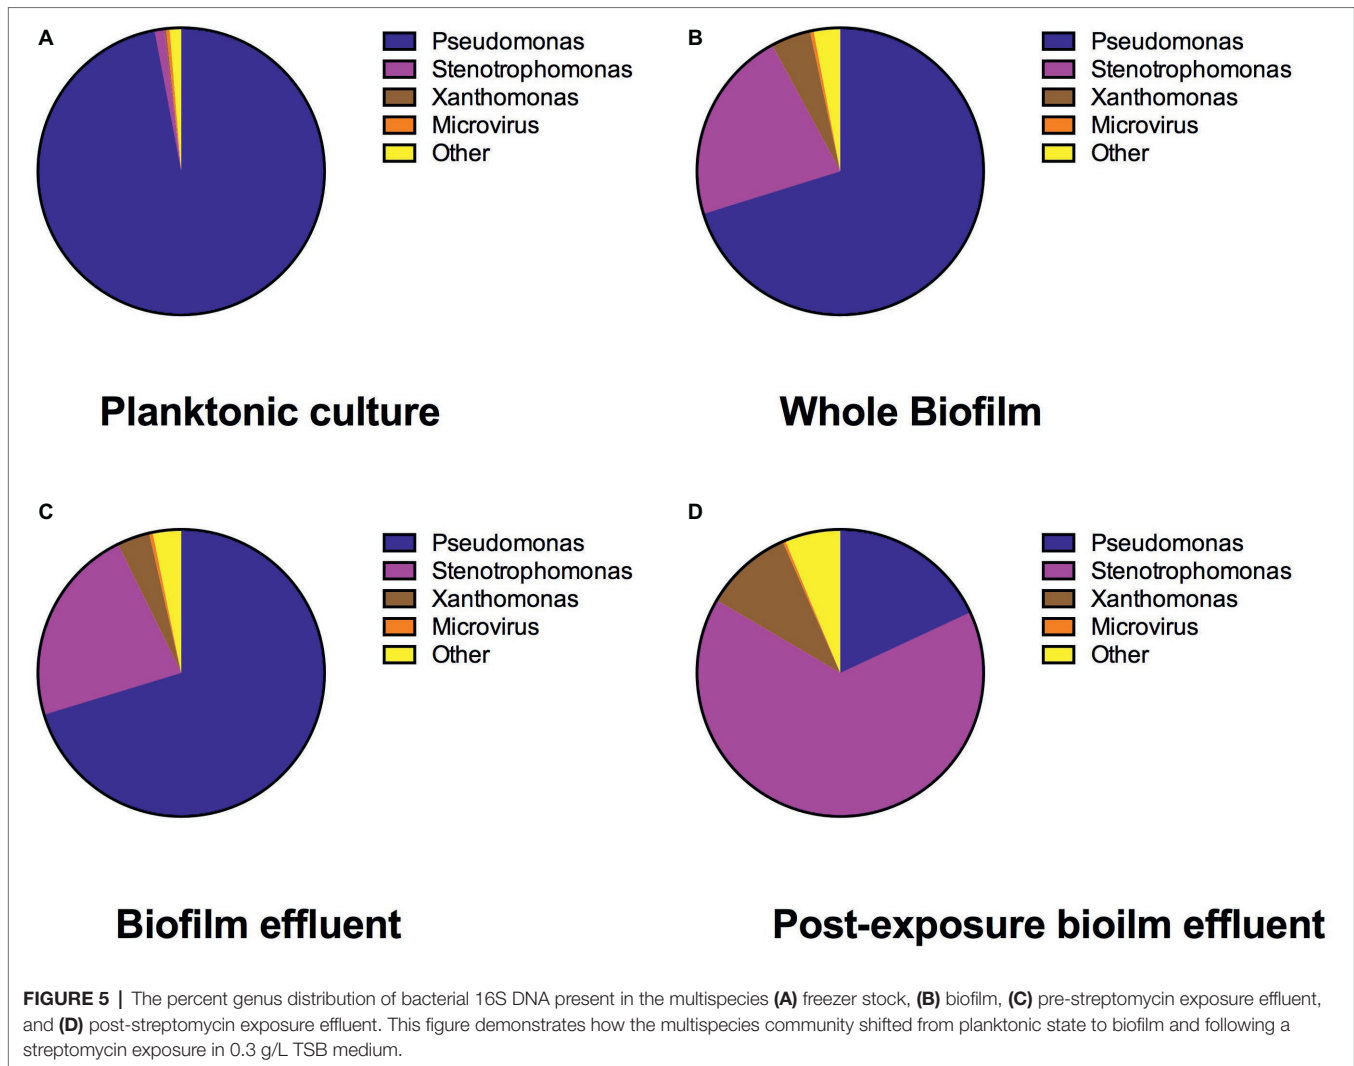 A
Pseudomonas
Stenotrophomonas
Xanthomonas
Microvirus
Other
Planktonic culture
B
Pseudomonas
Stenotrophomonas
Xanthomonas
Microvirus
Other
Whole Biofilm
C
Pseudomonas
Stenotrophomonas
Xanthomonas
Microvirus
Other
Biofilm effluent
D
Pseudomonas
Stenotrophomonas
Xanthomonas
Microvirus
Other
Post-exposure bioilm effluent
FIGURE 5 | The percent genus distribution of bacterial 16S DNA present in the multispecies (A) freezer stock, (B) biofilm, (C) pre-streptomycin exposure effluent,
and (D) post-streptomycin exposure effluent. This figure demonstrates how the multispecies community shifted from planktonic state to biofilm and following a
streptomycin exposure in 0.3 g/L TSB medium.